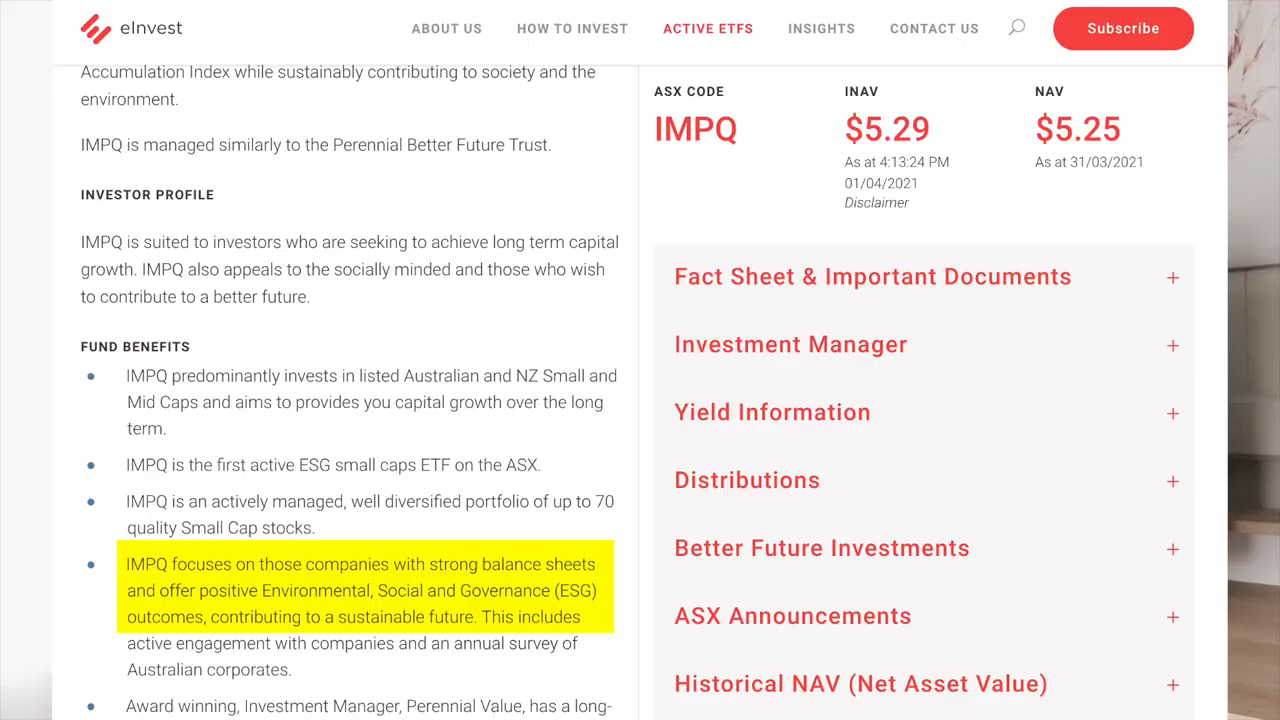 eInvest
ABOUT US
HOW TO INVEST
ACTIVE ETFS
INSIGHTS
CONTACT US
Subscribe
Accumulation Index while sustainably contributing to society and the
environment.
IMPQ is managed similarly to the Perennial Better Future Trust.
INVESTOR PROFILE
IMPQ is suited to investors who are seeking to achieve long term capital
growth. IMPQ also appeals to the socially minded and those who wish
to contribute to a better future.
FUND BENEFITS
IMPQ predominantly invests in listed Australian and NZ Small and
Mid Caps and aims to provides you capital growth over the long
term.
IMPQ is the first active ESG small caps ETF on the ASX.
IMPQ is an actively managed, well diversified portfolio of up to 70
quality Small Cap stocks.
IMPQ focuses on those companies with strong balance sheets
and offer positive Environmental, Social and Governance (ESG)
outcomes, contributing to a sustainable future. This includes
active engagement with companies and an annual survey of
Australian corporates.
Award winning, Investment Manager, Perennial Value, has a long-
ASX CODE
IMPQ
INAV
$5.29
As at 4:13:24 PM
01/04/2021
Disclaimer
NAV
$5.25
As at 31/03/2021
Fact Sheet & Important Documents +
Investment Manager +
Yield Information +
Distributions +
Better Future Investments +
ASX Announcements +
Historical NAV (Net Asset Value) +